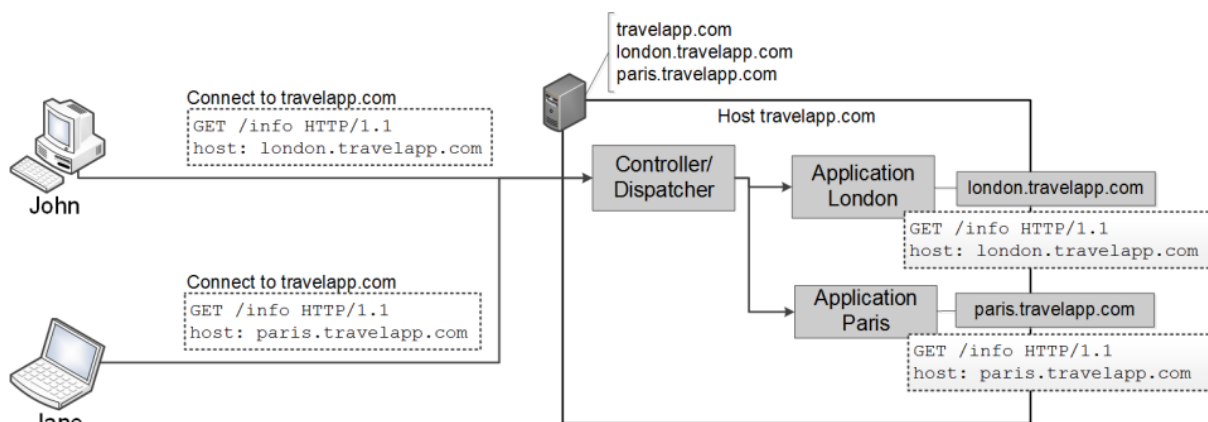 travelapp.com
london.travelapp.com
paris.travelapp.com
Host travelapp.com
Connect to travelapp.com
GET /info HTTP/1.1
host: london.travelapp.com
John
Controller/
Dispatcher
Application
London
london.travelapp.com
GET /info HTTP/1.1
host: london.travelapp.com
Connect to travelapp.com
GET /info HTTP/1.1
host: paris.travelapp.com
Jane
Application
Paris
paris.travelapp.com
GET /info HTTP/1.1
host: paris.travelapp.com